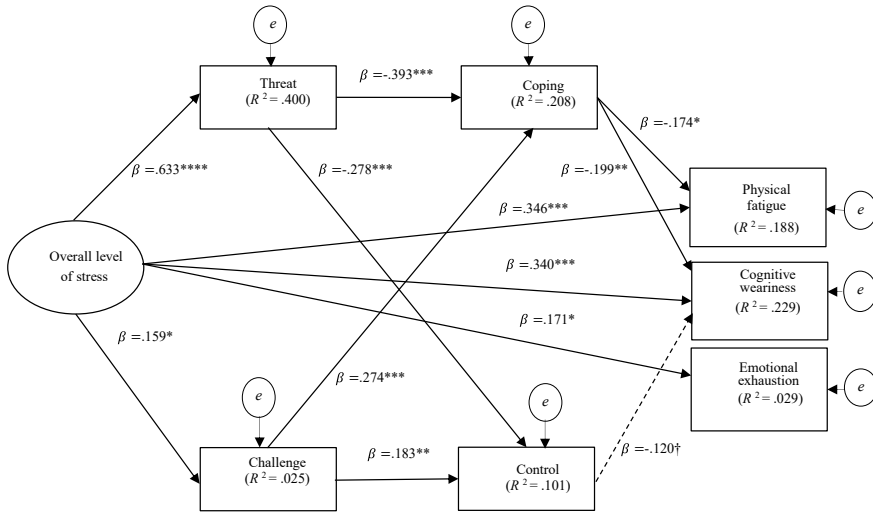 e
e
Threat
(R² = .400)
β =-.393***
Coping
(R² = .208)
β =-.174*
β =.633****
β =-.278***
β =-.199**
Physical
fatigue
(R² = .188)
e
β =.346***
Overall level
of stress
β =.340***
Cognitive
weariness
(R² = .229)
e
β =.159*
β =.171*
Emotional
exhaustion
(R² = .029)
e
β =.274***
e
e
Challenge
(R² = .025)
β =.183**
Control
(R² = .101)
β =-.120†